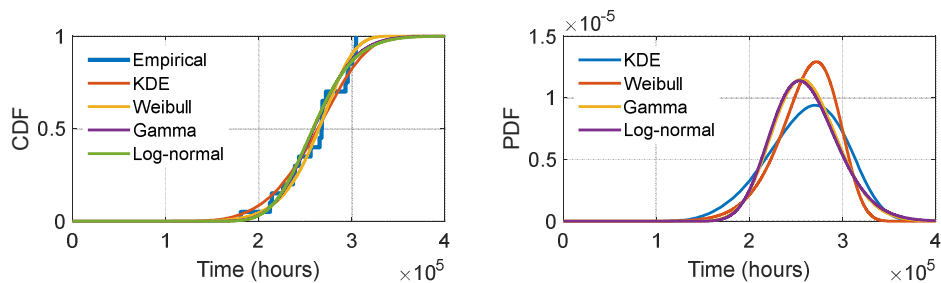 1
0.5
0
CDF
Empirical
KDE
Weibull
Gamma
Log-normal
0 1 2 3 4
Time (hours)
×10^5
×10^-5
1.5
1
0.5
0
PDF
KDE
Weibull
Gamma
Log-normal
0 1 2 3 4
Time (hours)
×10^5